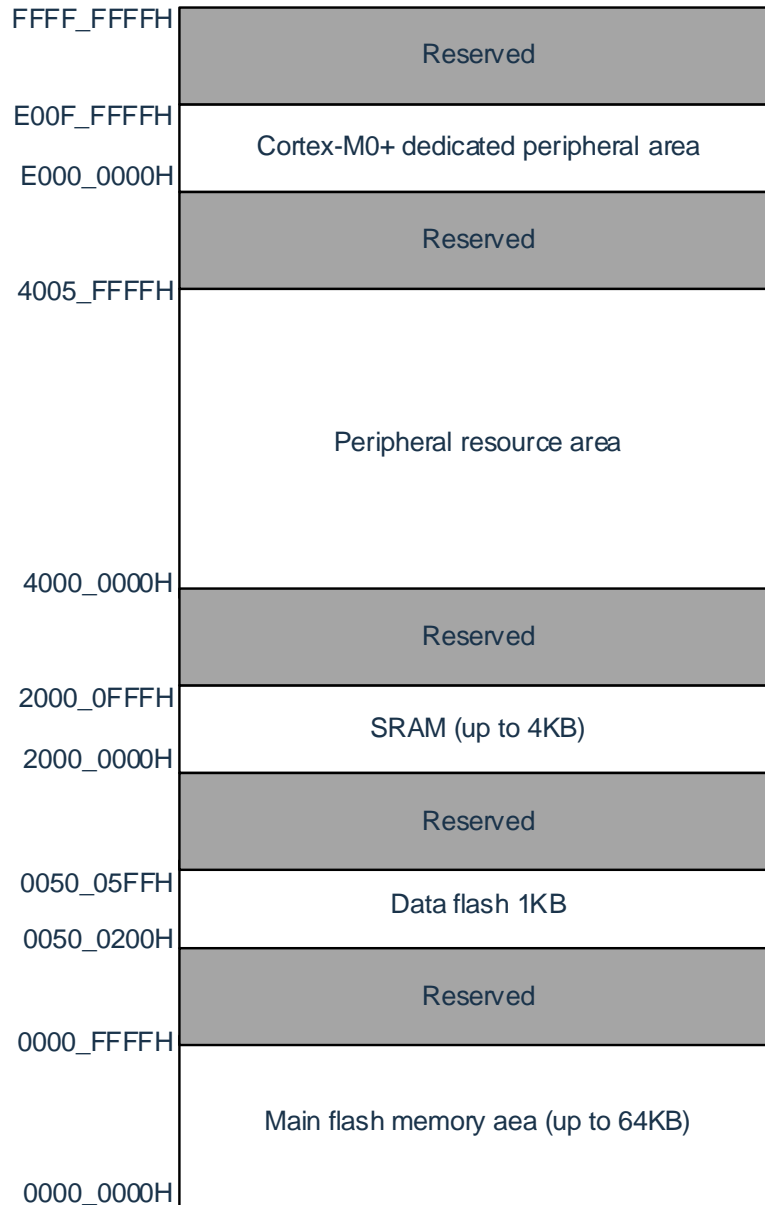 FFFF_FFFFH
Reserved
E00F_FFFFH
Cortex-M0+ dedicated peripheral area
E000_0000H
Reserved
4005_FFFFH
Peripheral resource area
4000_0000H
Reserved
2000_0FFFH
SRAM (up to 4KB)
2000_0000H
Reserved
0050_05FFH
Data flash 1KB
0050_0200H
Reserved
0000_FFFFH
Main flash memory aea (up to 64KB)
0000_0000H